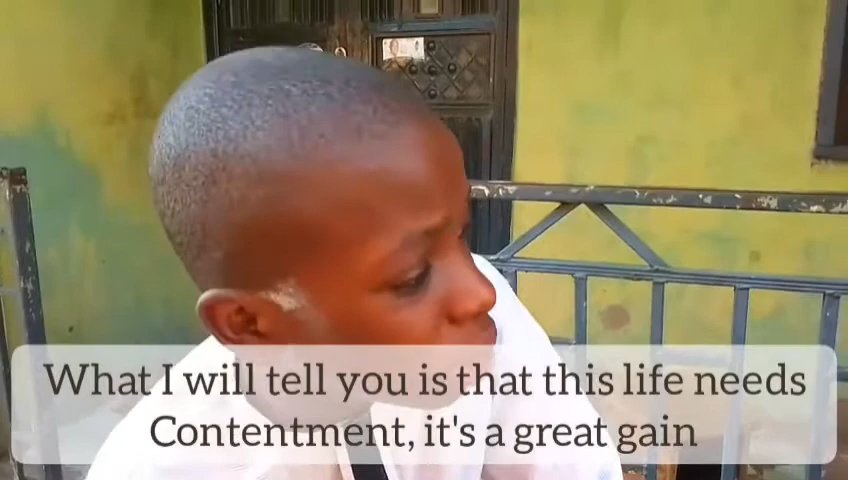 What I will tell you is that this life needs
Contentment, it's a great gain